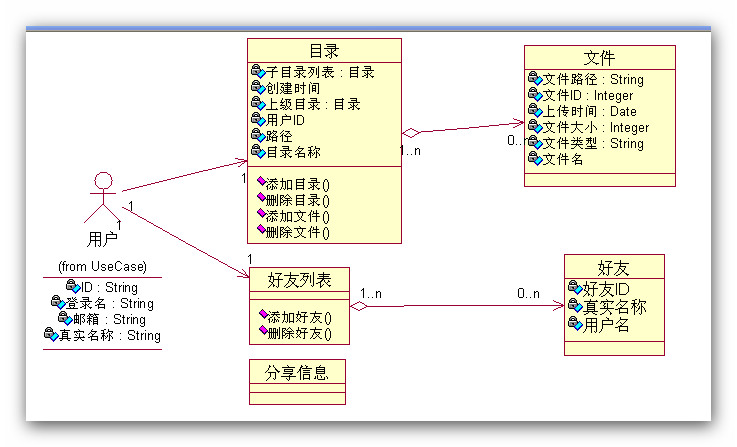 目录
子目录列表 : 目录
创建时间
上级目录 : 目录
用户ID
路径
目录名称
添加目录()
删除目录()
添加文件()
删除文件()
文件
文件路径 : String
文件ID : Integer
上传时间 : Date
文件大小 : Integer
文件类型 : String
文件名
1..n
0..n
1
1
1
1
用户
(from UseCase)
ID : String
登录名 : String
邮箱 : String
真实名称 : String
好友列表
添加好友()
删除好友()
1..n
0..n
好友
好友ID
真实名称
用户名
分享信息